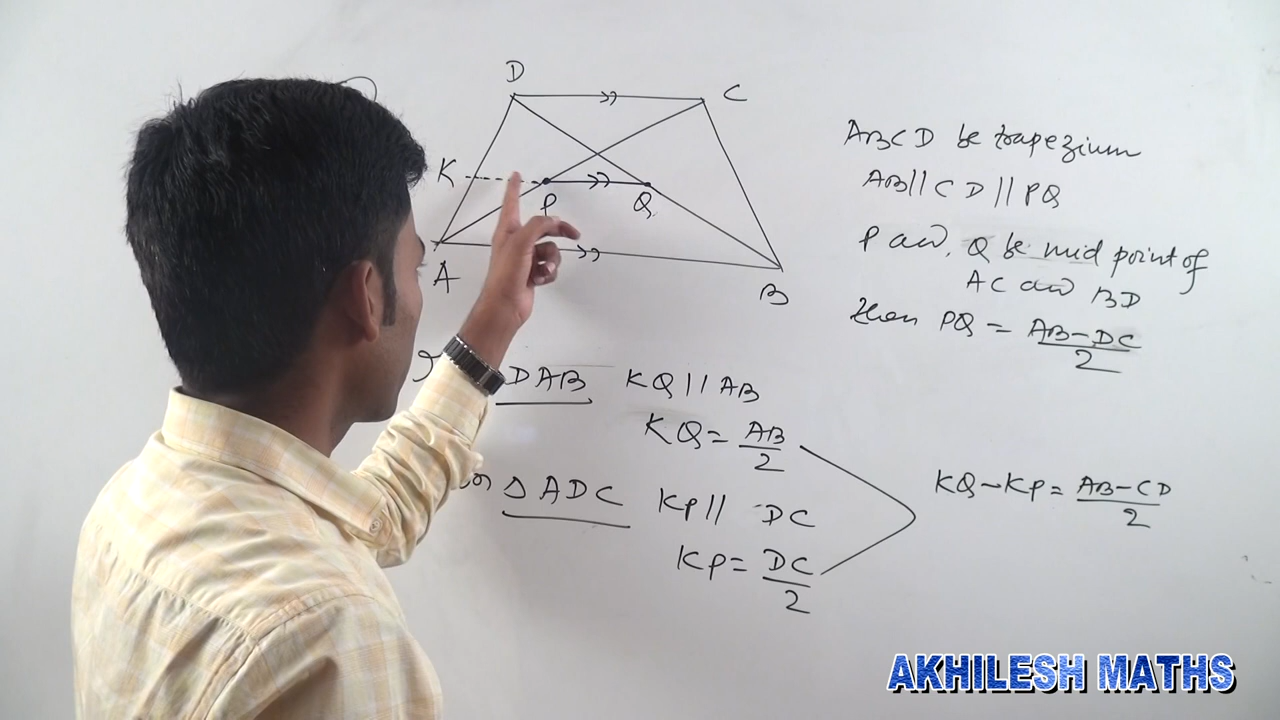 D
C
K
P
Q
A
B
ABCD be trapezium
AB//CD//PQ
P and Q be mid point of
AC and BD
then PQ = AB-DC/2
DAB KQ// AB
KQ= AB/2
△ ADC KP// DC
KP= DC/2
KQ-KP= AB-CD/2
AKHILESH MATHS